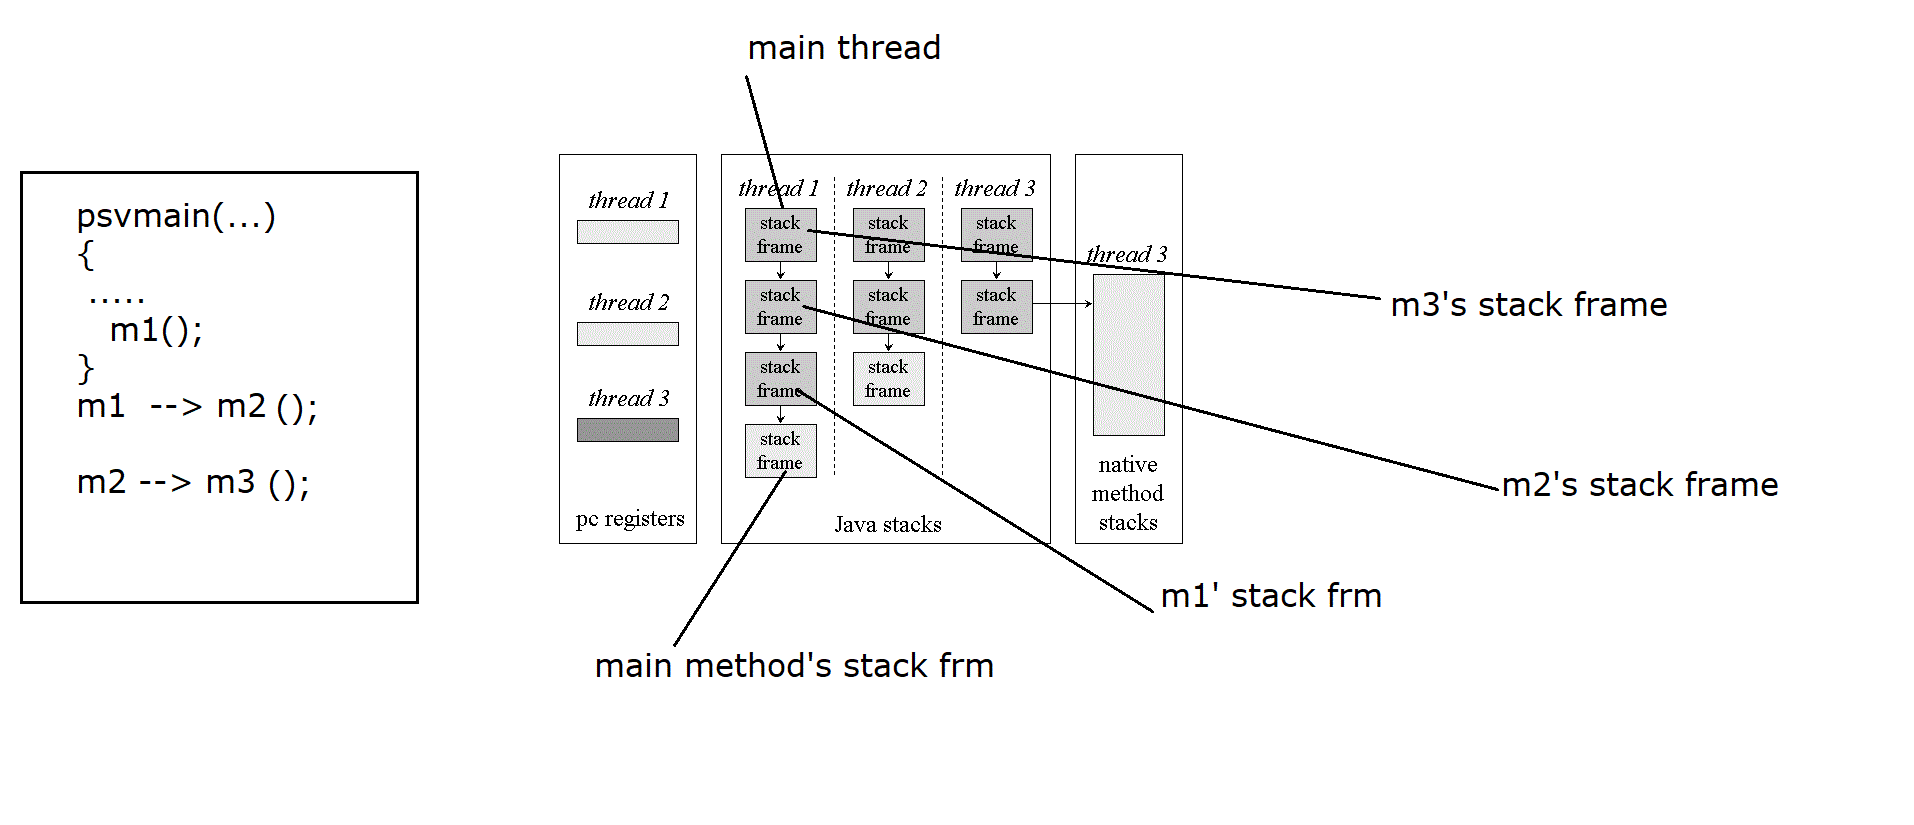 main thread
psvmain(...)
{
.....
m1();
}
m1 --> m2 ();
m2 --> m3 ();
thread 1
thread 2
thread 3
pc registers
thread 1
stack
frame
stack
frame
stack
frame
stack
frame
thread 2
stack
frame
stack
frame
stack
frame
thread 3
stack
frame
stack
frame
Java stacks
thread 3
native
method
stacks
m3's stack frame
m2's stack frame
m1' stack frm
main method's stack frm